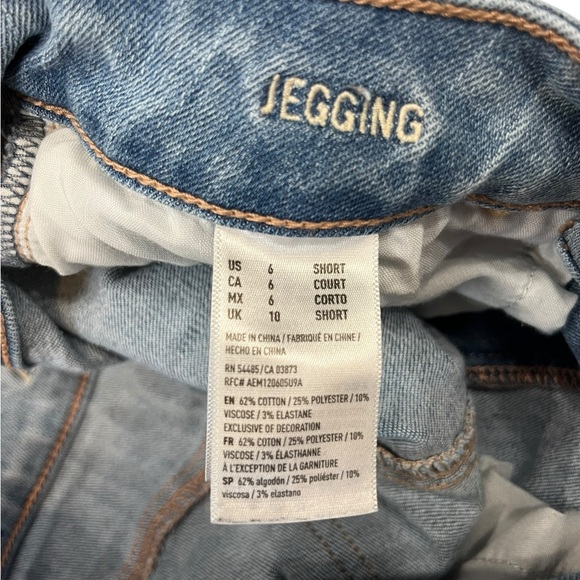 JEGGING
US 6 SHORT
CA 6 COURT
MX 6 CORTO
UK 10 SHORT
MADE IN CHINA / FABRIQUÉ EN CHINE /
HECHO EN CHINA
RN 54485/CA 03873
RFC# AEM120605U9A
EN 62% COTTON / 25% POLYESTER / 10%
VISCOSE / 3% ELASTANE
EXCLUSIVE OF DECORATION
FR 62% COTON / 25% POLYESTER / 10%
VISCOSE / 3% ÉLASTHANNE
À L'EXCEPTION DE LA GARNITURE
SP 62% algodón / 25% poliéster / 10%
viscosa / 3% elastano